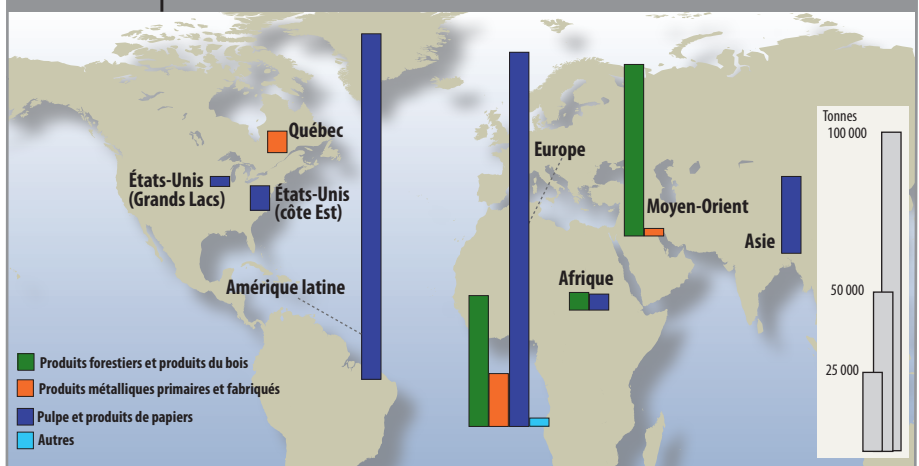 Québec
États-Unis
(Grands Lacs)
États-Unis
(côte Est)
Amérique latine
Europe
Moyen-Orient
Afrique
Asie
Tonnes
100 000
50 000
25 000
Produits forestiers et produits du bois
Produits métalliques primaires et fabriqués
Pulpe et produits de papiers
Autres